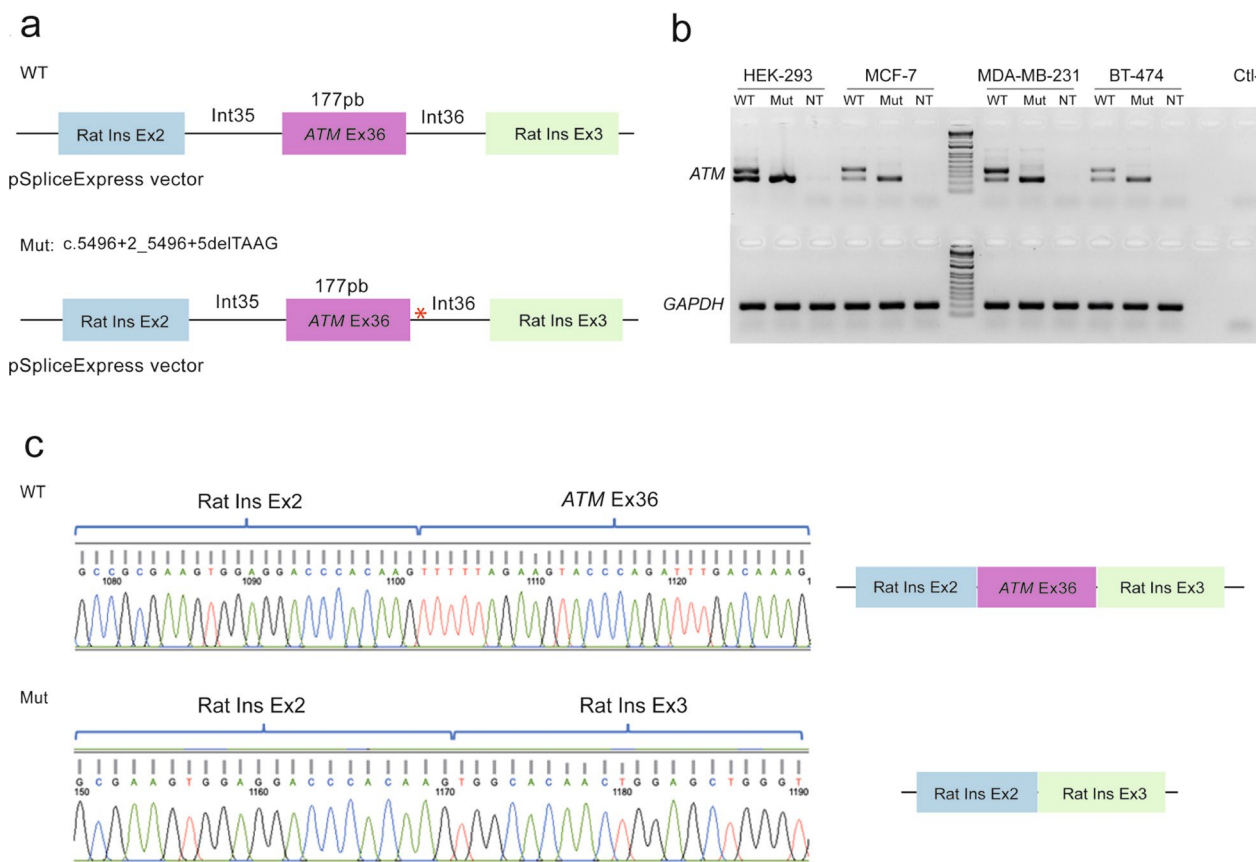 a
WT
177pb
Int35
Int36
Rat Ins Ex2
ATM Ex36
Rat Ins Ex3
pSpliceExpress vector
Mut: c.5496+2_5496+5delTAAG
177pb
Int35
Int36
Rat Ins Ex2
ATM Ex36
*
Rat Ins Ex3
pSpliceExpress vector
b
HEK-293 MCF-7 MDA-MB-231 BT-474 Ctl-
WT Mut NT WT Mut NT WT Mut NT WT Mut NT
ATM
GAPDH
c
WT
Rat Ins Ex2 ATM Ex36
G C C G C G A A G T G G A G G A C C C A C A A G T T T T T A G A A G T A C C C A G A T T T G A C A A A G
1080 1090 1100 1110 1120 1
Rat Ins Ex2 ATM Ex36 Rat Ins Ex3
Mut
Rat Ins Ex2 Rat Ins Ex3
G C G A A G T G G A G G A C C C A C A A G T G G C A C A A C T G G A G C T G G G T
150 1160 1170 1180 1190
Rat Ins Ex2 Rat Ins Ex3